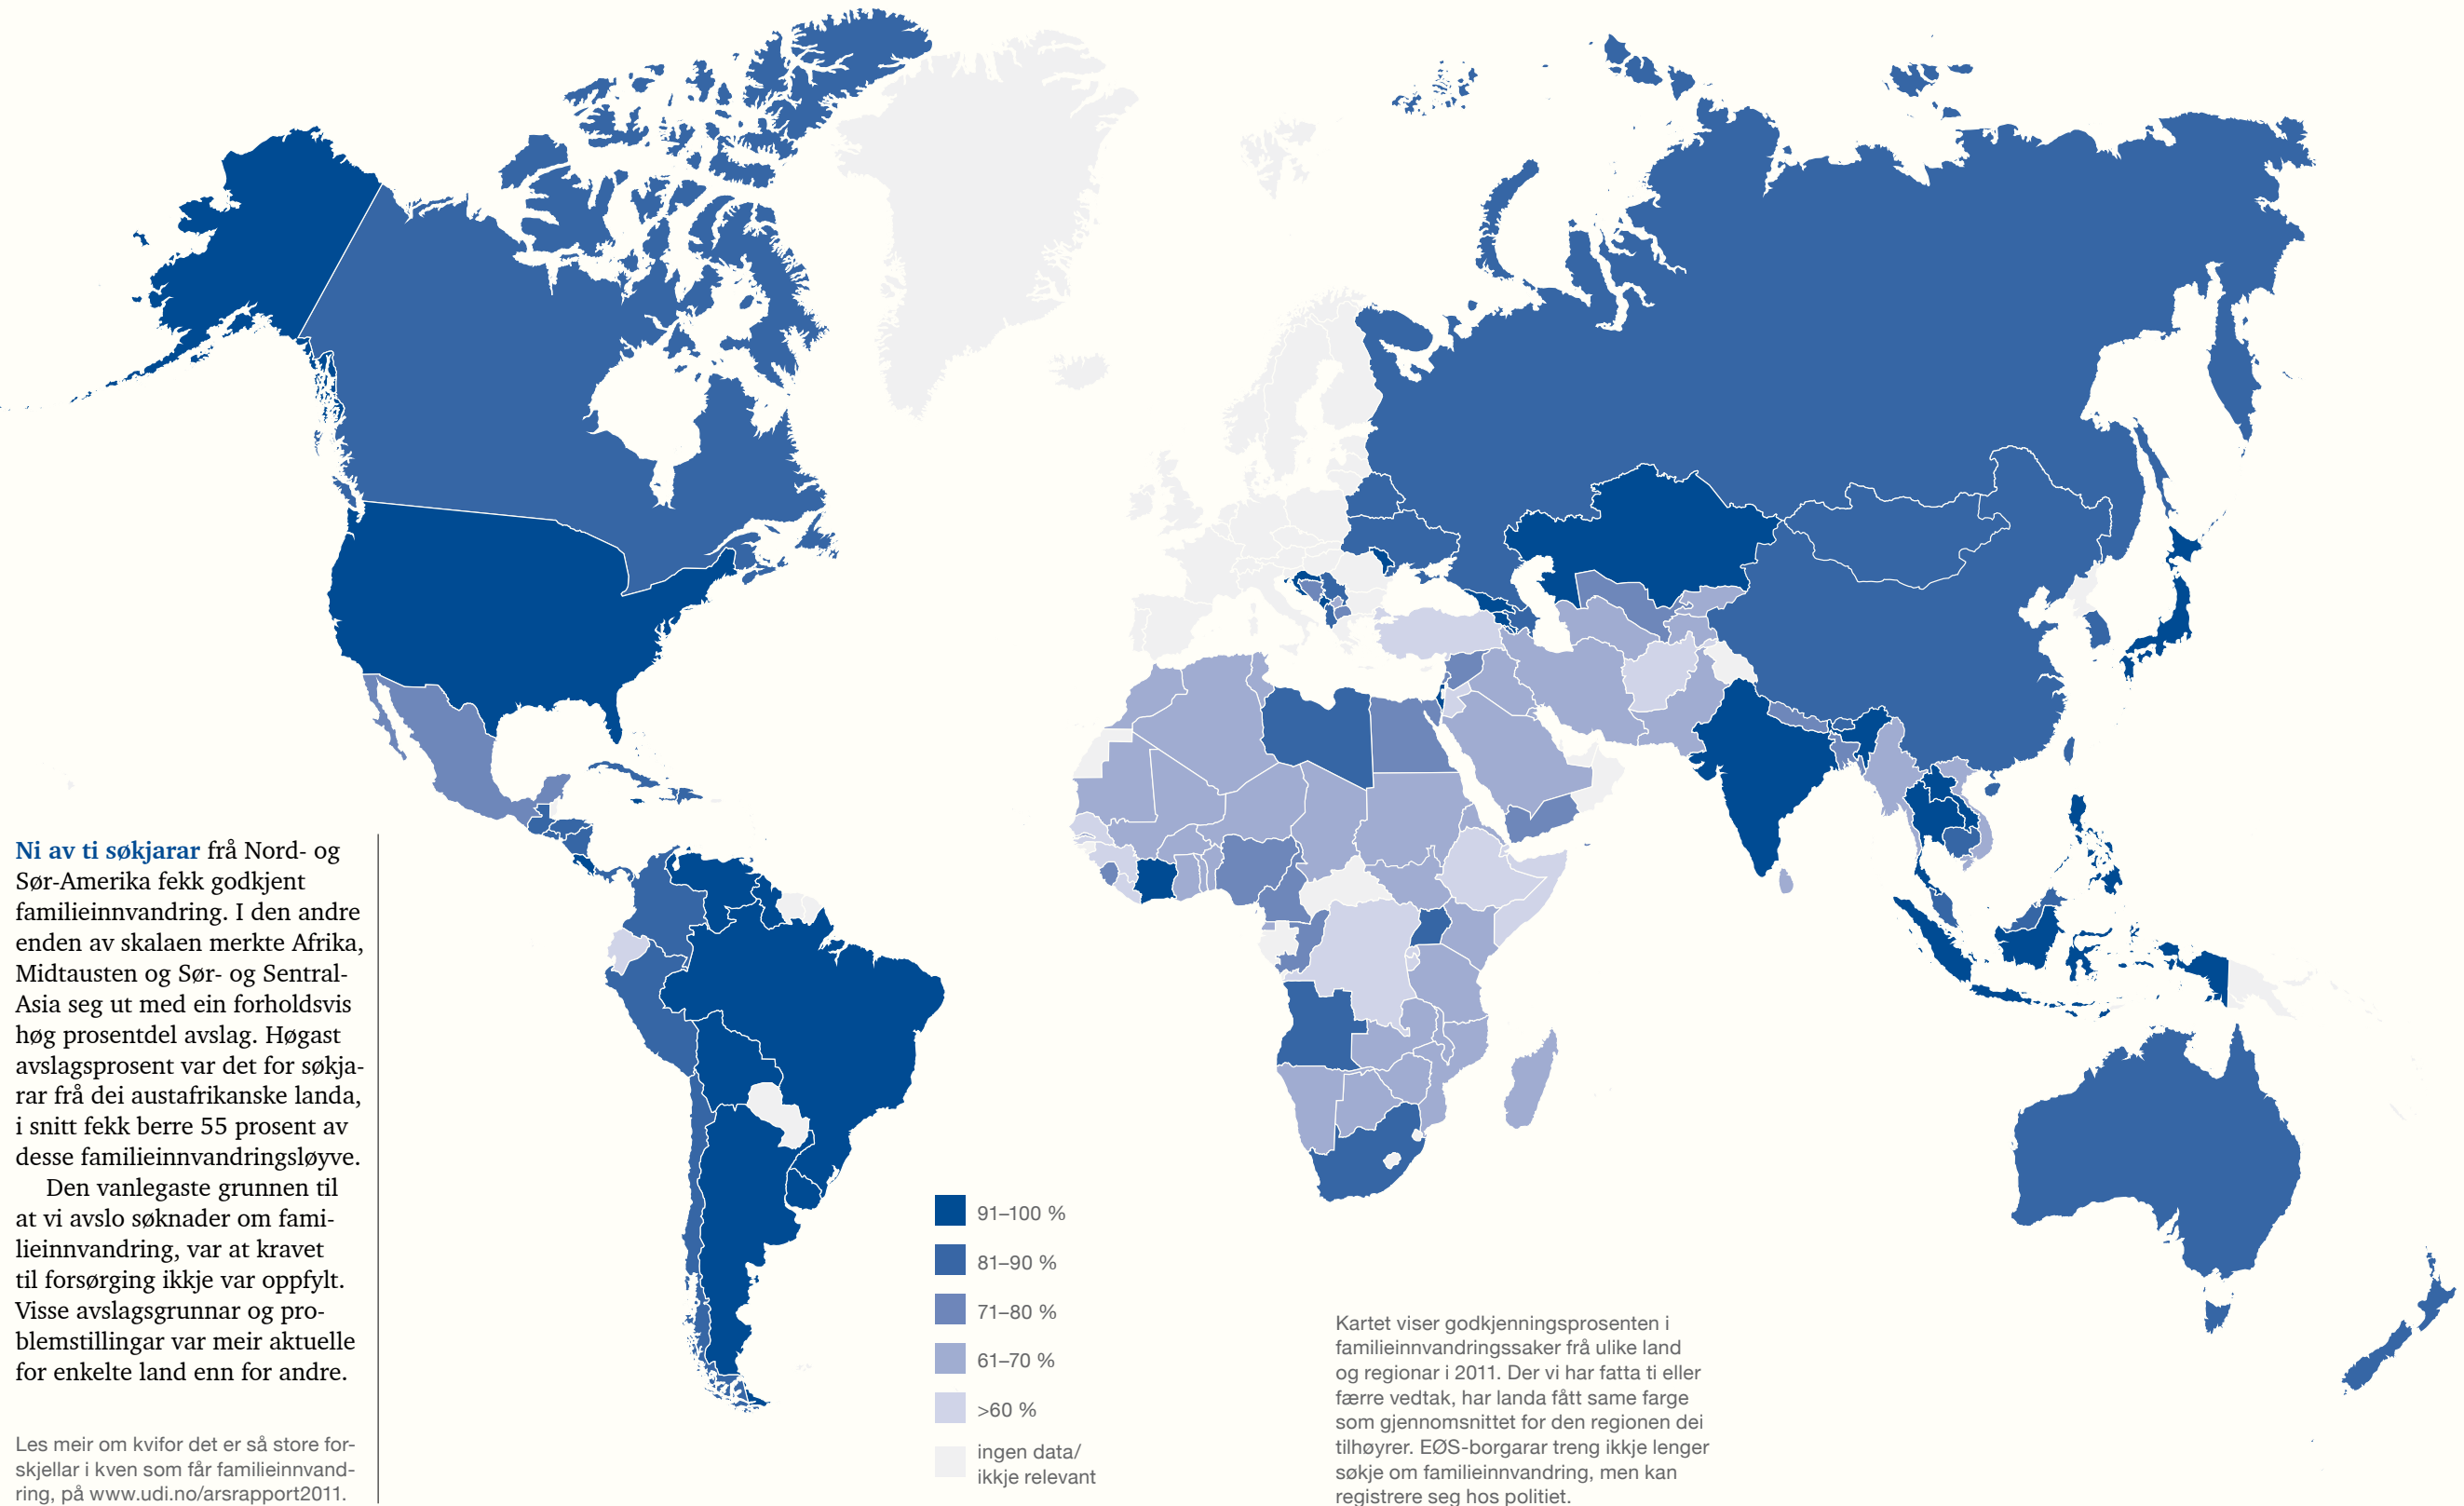 Ni av ti søkjarar frå Nord- og
Sør-Amerika fekk godkjent
familieinnvandring. I den andre
enden av skalaen merkte Afrika,
Midtausten og Sør- og Sentral-
Asia seg ut med ein forholdsvis
høg prosentdel avslag. Høgast
avslagsprosent var det for søkja-
rar frå dei austafrikanske landa,
i snitt fekk berre 55 prosent av
desse familieinnvandringsløyve.
Den vanlegaste grunnen til
at vi avslo søknader om fami-
lieinnvandring, var at kravet
til forsørging ikkje var oppfylt.
Visse avslagsgrunnar og pro-
blemstillingar var meir aktuelle
for enkelte land enn for andre.
Les meir om kvifor det er så store for-
skjellar i kven som får familieinnvand-
ring, på www.udi.no/arsrapport2011.
91–100 %
81–90 %
71–80 %
61–70 %
>60 %
ingen data/
ikkje relevant
Kartet viser godkjenningsprosenten i
familieinnvandringssaker frå ulike land
og regionar i 2011. Der vi har fatta ti eller
færre vedtak, har landa fått same farge
som gjennomsnittet for den regionen dei
tilhøyrer. EØS-borgarar treng ikkje lenger
søkje om familieinnvandring, men kan
registrere seg hos politiet.